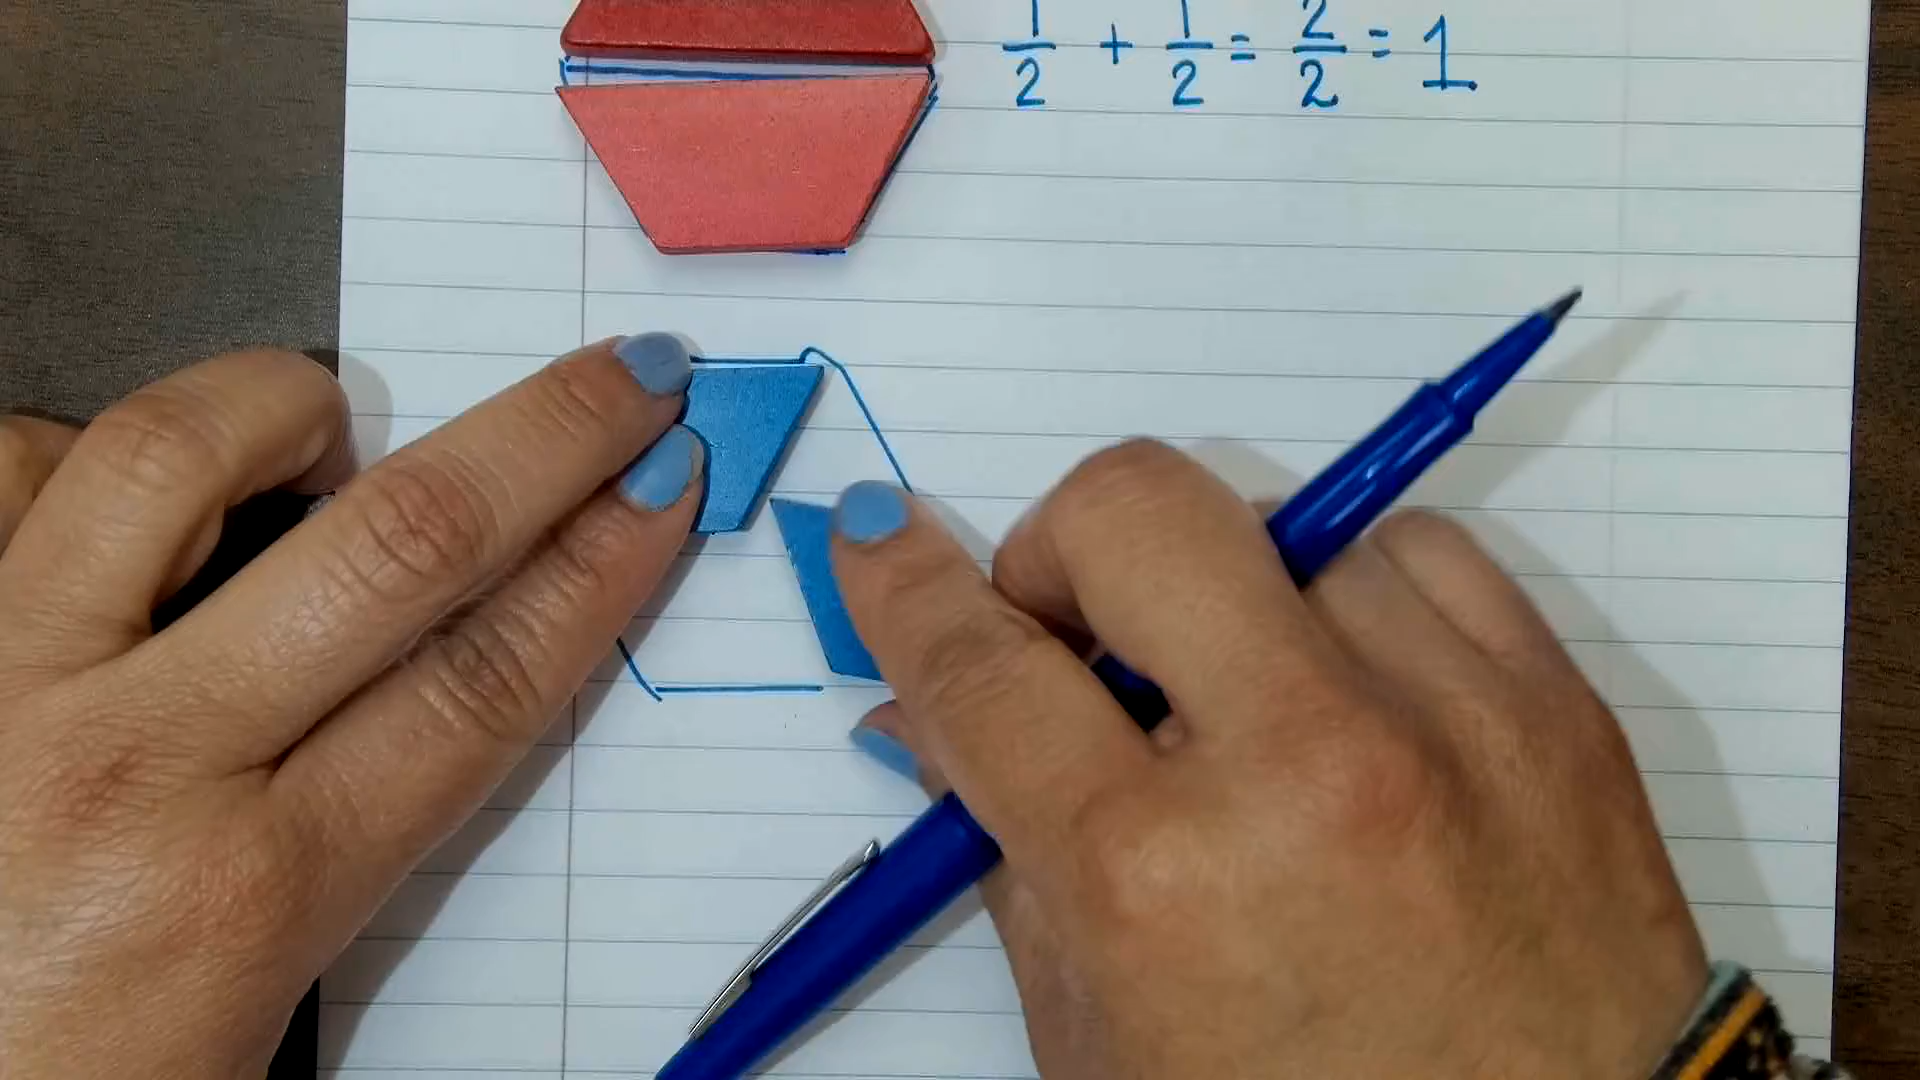 1/2 + 1/2 = 2/2 = 1